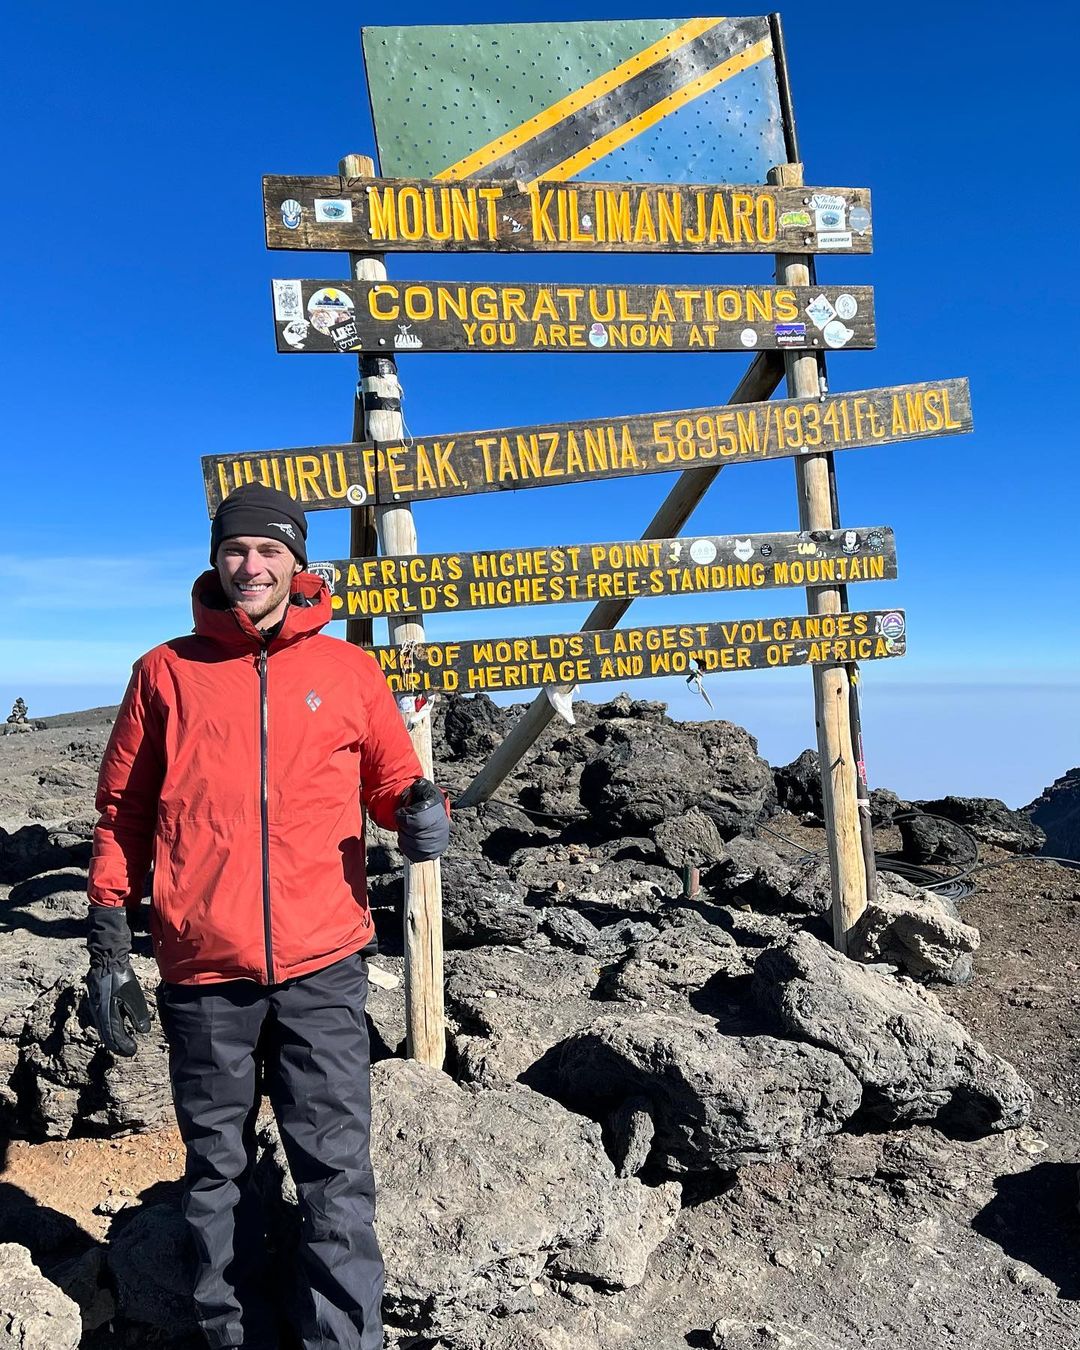 MOUNT KILIMANJARO
CONGRATULATIONS
YOU ARE NOW AT
UHURU PEAK, TANZANIA, 5895M/19341Ft AMSL
AFRICA'S HIGHEST POINT
WORLD'S HIGHEST FREE-STANDING MOUNTAIN
OF WORLD'S LARGEST VOLCANOES
WORLD HERITAGE AND WONDER OF AFRICA